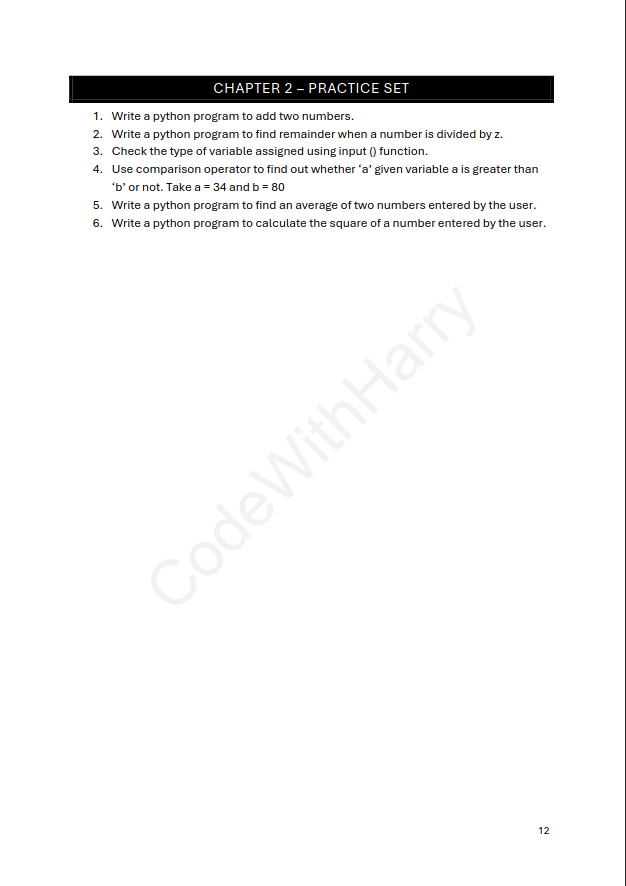 CHAPTER 2 – PRACTICE SET
1. Write a python program to add two numbers.
2. Write a python program to find remainder when a number is divided by z.
3. Check the type of variable assigned using input () function.
4. Use comparison operator to find out whether ‘a’ given variable a is greater than
‘b’ or not. Take a = 34 and b = 80
5. Write a python program to find an average of two numbers entered by the user.
6. Write a python program to calculate the square of a number entered by the user.
CodeWithHarry
12